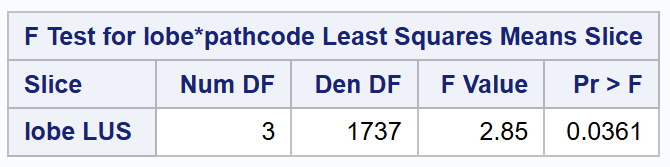 F Test for lobe*pathcode Least Squares Means Slice
Slice Num DF Den DF F Value Pr > F
lobe LUS 3 1737 2.85 0.0361